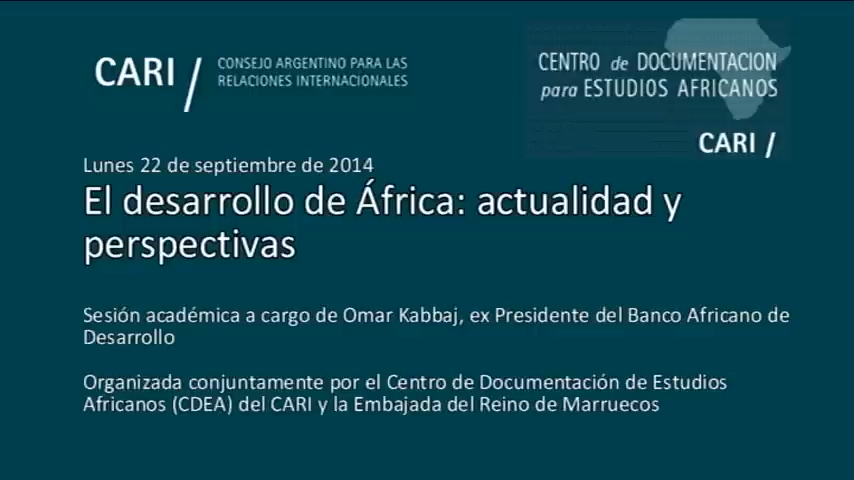 CARI /
CONSEJO ARGENTINO PARA LAS
RELACIONES INTERNACIONALES
CENTRO de DOCUMENTACION
para ESTUDIOS AFRICANOS
CARI /
Lunes 22 de septiembre de 2014
El desarrollo de África: actualidad y
perspectivas
Sesión académica a cargo de Omar Kabbaj, ex Presidente del Banco Africano de
Desarrollo
Organizada conjuntamente por el Centro de Documentación de Estudios
Africanos (CDEA) del CARI y la Embajada del Reino de Marruecos